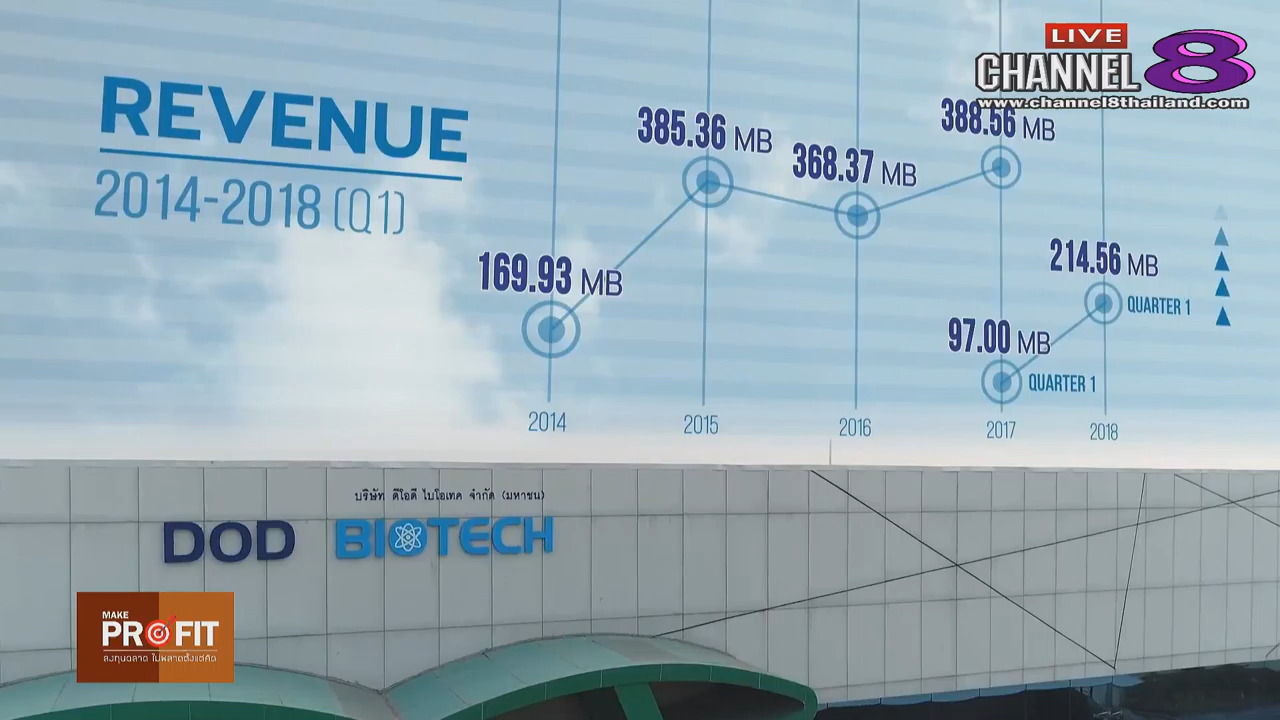 LIVE
CHANNEL 8
www.channel8thailand.com
REVENUE
2014-2018 (Q1)
169.93 MB
385.36 MB
368.37 MB
388.56 MB
97.00 MB
QUARTER 1
214.56 MB
QUARTER 1
2014
2015
2016
2017
2018
บริษัท ดีโอดี ไบโอเทค จำกัด (มหาชน)
DOD BIOTECH
MAKE
PROFIT
ลงทุนฉลาด ไม่พลาดตั้งแต่คิด